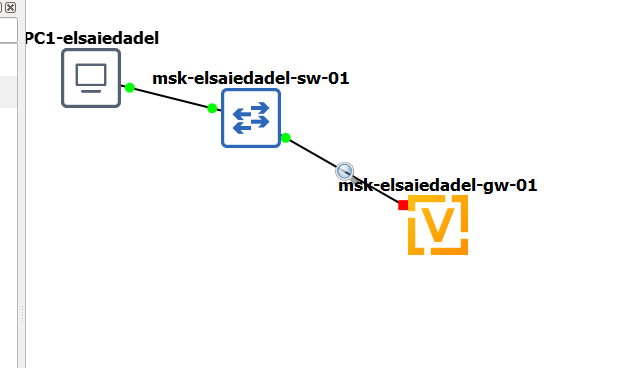 PC1-elsaiedadel
msk-elsaiedadel-sw-01
msk-elsaiedadel-gw-01
V